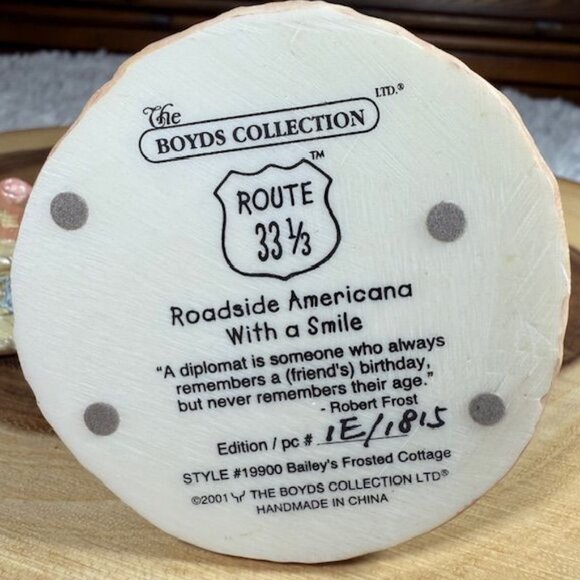 The
LTD.®
BOYDS COLLECTION
™
ROUTE
33 ⅓
Roadside Americana
With a Smile
"A diplomat is someone who always
remembers a (friend's) birthday,
but never remembers their age."
- Robert Frost
Edition / pc # 1E/1815
STYLE #19900 Bailey's Frosted Cottage
©2001 THE BOYDS COLLECTION LTD®
HANDMADE IN CHINA